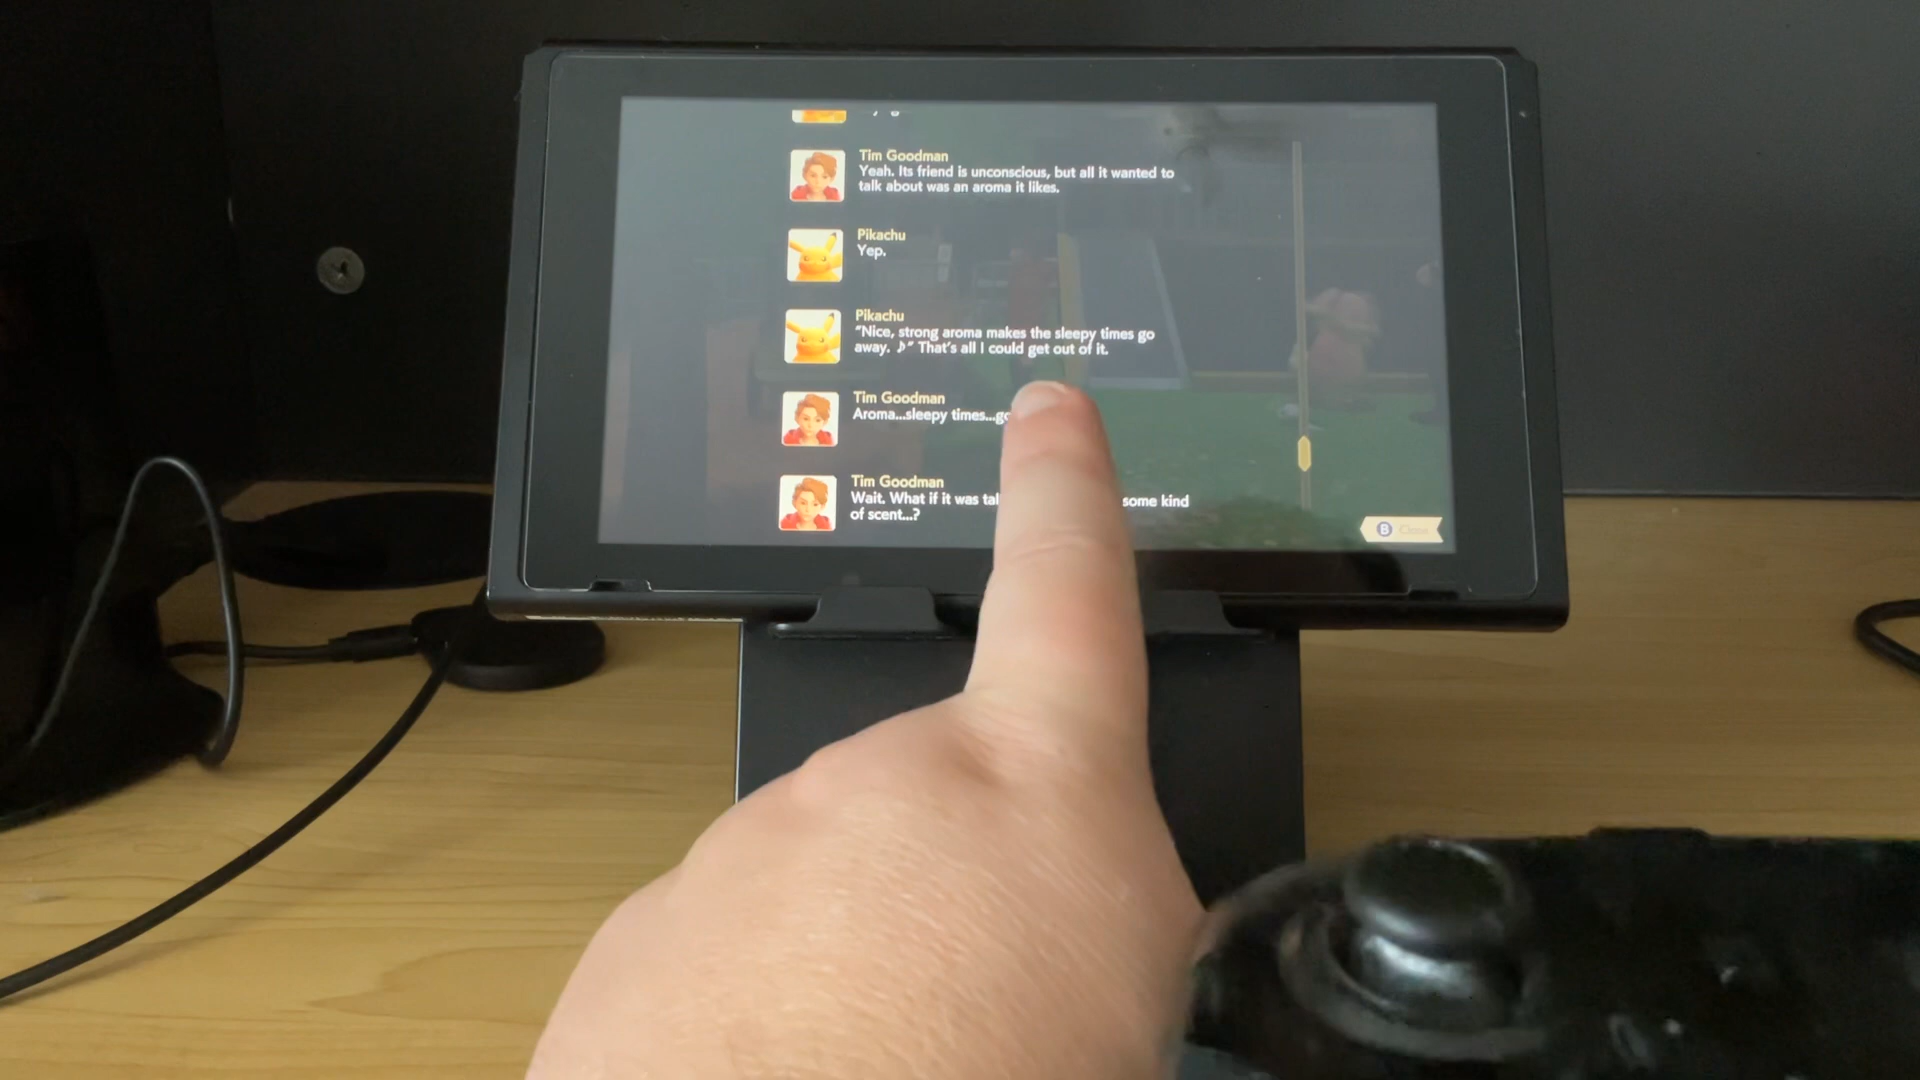 Tim Goodman
Yeah. Its friend is unconscious, but all it wanted to
talk about was an aroma it likes.
Pikachu
Yep.
Pikachu
"Nice, strong aroma makes the sleepy times go
away. ♪" That's all I could get out of it.
Tim Goodman
Aroma...sleepy times...
Tim Goodman
Wait. What if it was some kind
of scent...?
B Close